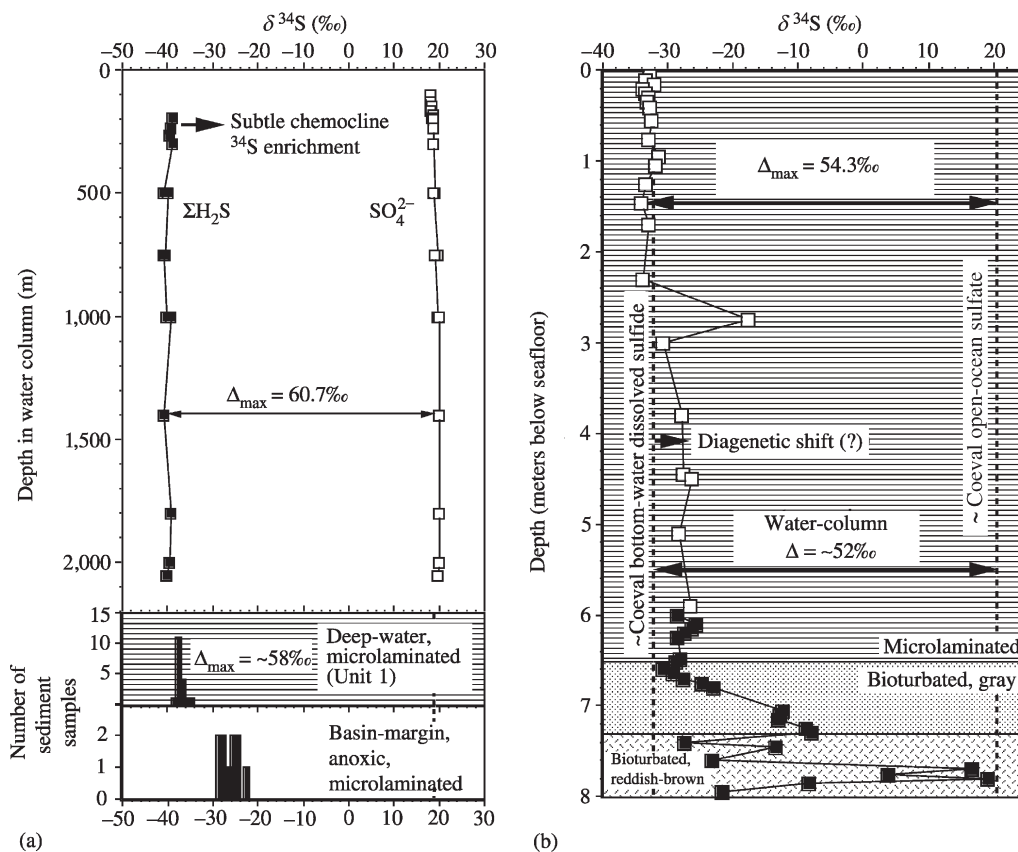 δ ³⁴S (‰)
–50 –40 –30 –20 –10 0 10 20 30
0
500
1,000
1,500
2,000
Depth in water column (m)
Subtle chemocline
³⁴S enrichment
ΣH₂S
SO₄²⁻
Δmax = 60.7‰
15
10
5
0
2
1
0
Number of
sediment
samples
Deep-water,
microlaminated
(Unit 1)
Δmax = ~58‰
Basin-margin,
anoxic,
microlaminated
–50 –40 –30 –20 –10 0 10 20 30
(a)
δ ³⁴S (‰)
–40 –30 –20 –10 0 10 20
0
1
2
3
4
5
6
7
8
Depth (meters below seafloor)
Δmax = 54.3‰
~Coeval bottom-water dissolved sulfide
~ Coeval open-ocean sulfate
Diagenetic shift (?)
Water-column
Δ = ~52‰
Microlaminated
Bioturbated, gray
Bioturbated,
reddish-brown
(b)